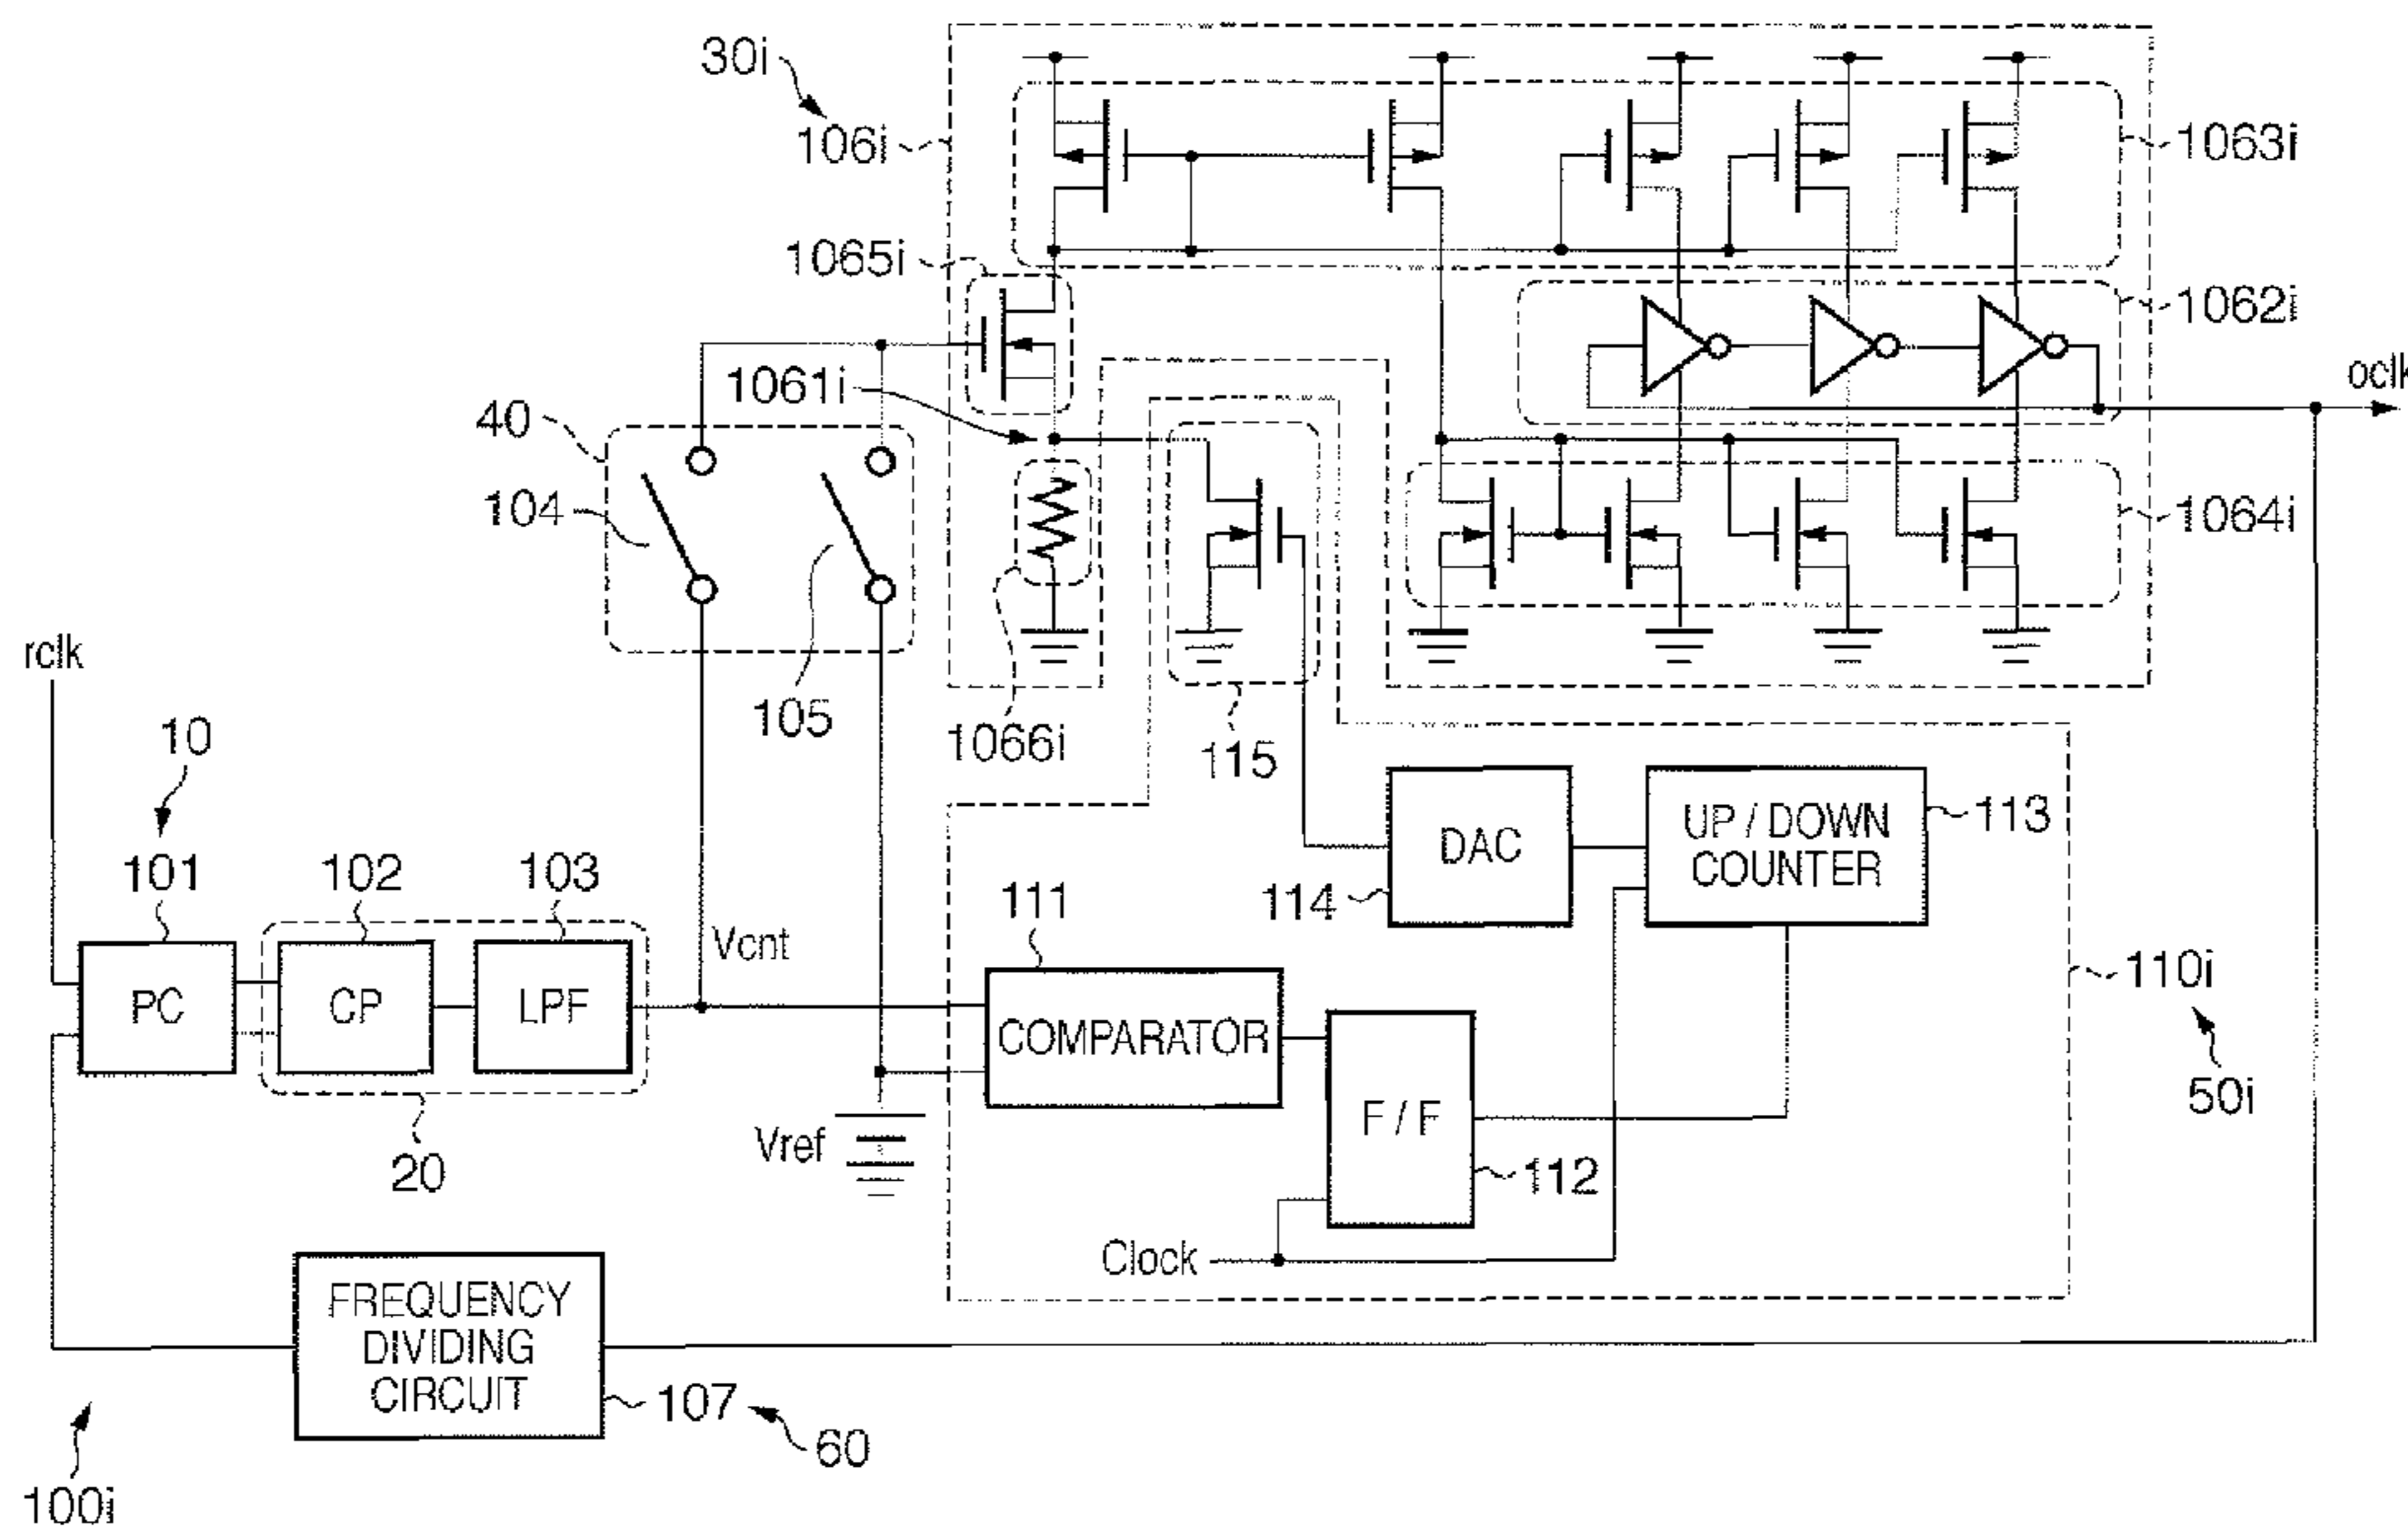 30i
106i
1063i
1065i
1062i
1061i
oclk
40
104
1064i
105
rclk
1066i
115
10
DAC
UP / DOWN
COUNTER
113
114
101
102
103
Vcnt
111
110i
PC
CP
LPF
COMPARATOR
50i
F / F
Vref
112
20
Clock
FREQUENCY
DIVIDING
CIRCUIT
107
60
100i